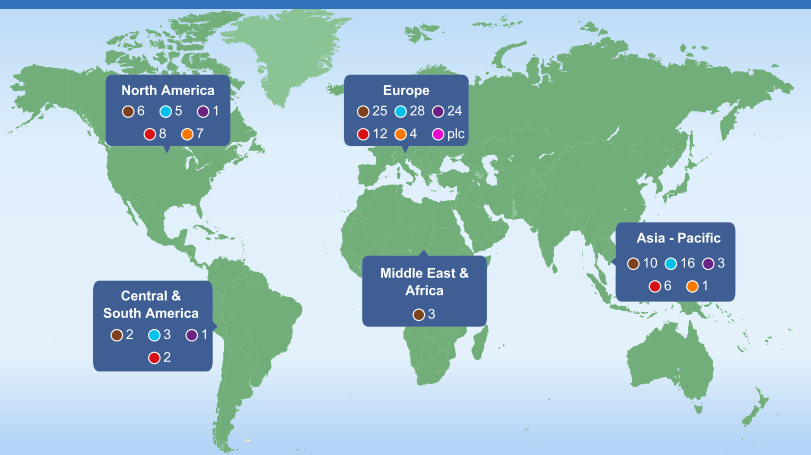 North America
6 5 1
8 7
Europe
25 28 24
12 4 plc
Asia - Pacific
10 16 3
6 1
Middle East &
Africa
3
Central &
South America
2 3 1
2